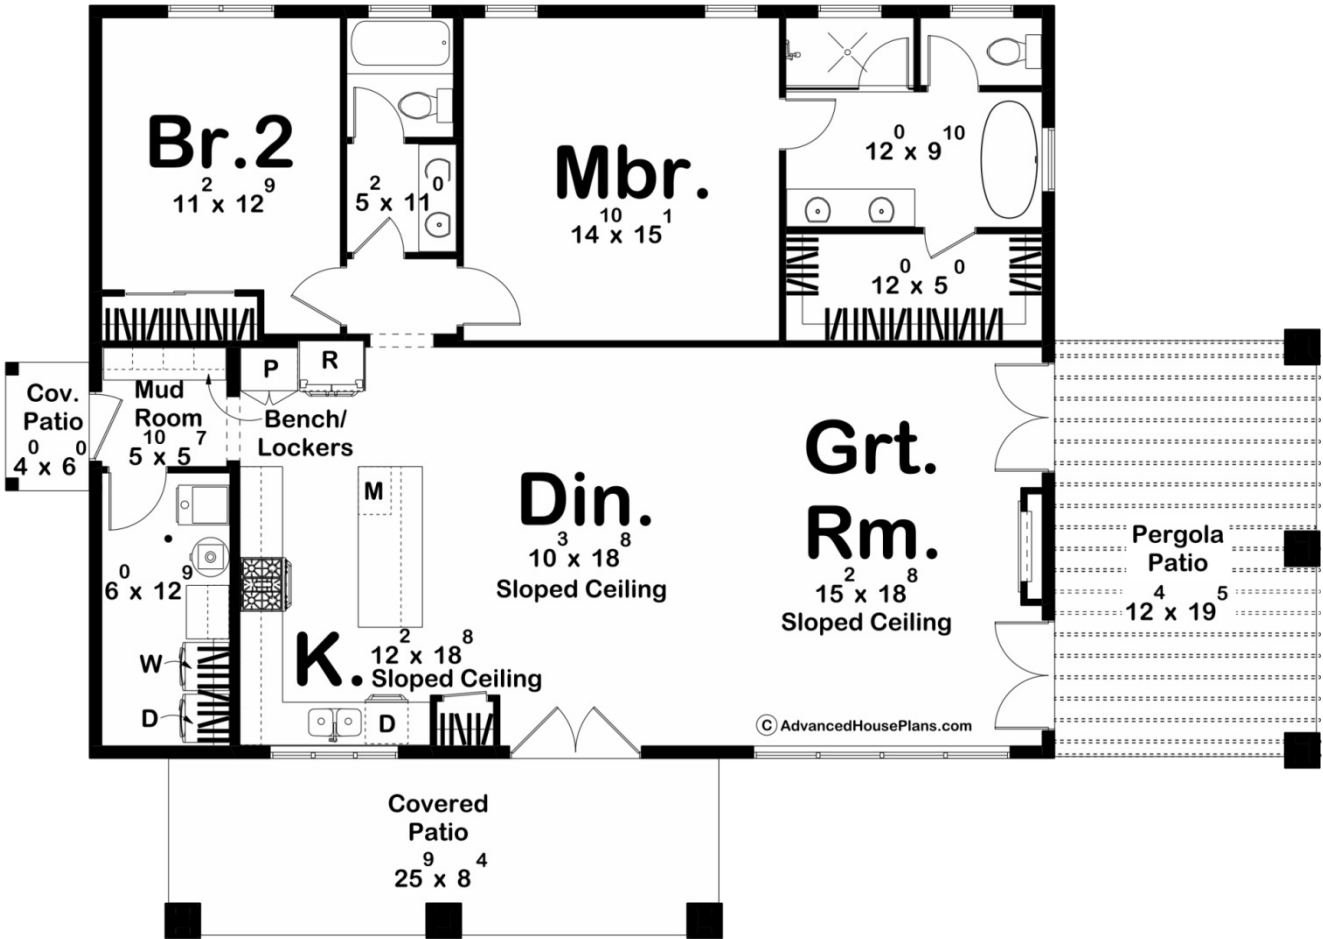 Br.2
11² x 12⁹
5² x 11⁰
Mbr.
14¹⁰ x 15¹
12⁰ x 9¹⁰
12⁰ x 5⁰
Cov.
Patio
4⁰ x 6⁰
Mud
Room
5¹⁰ x 5⁷
P
R
Bench/
Lockers
M
Din.
10³ x 18⁸
Sloped Ceiling
Grt.
Rm.
15² x 18⁸
Sloped Ceiling
Pergola
Patio
12⁴ x 19⁵
6⁰ x 12⁹
W
D
K.
12² x 18⁸
Sloped Ceiling
D
© AdvancedHousePlans.com
Covered
Patio
25⁹ x 8⁴